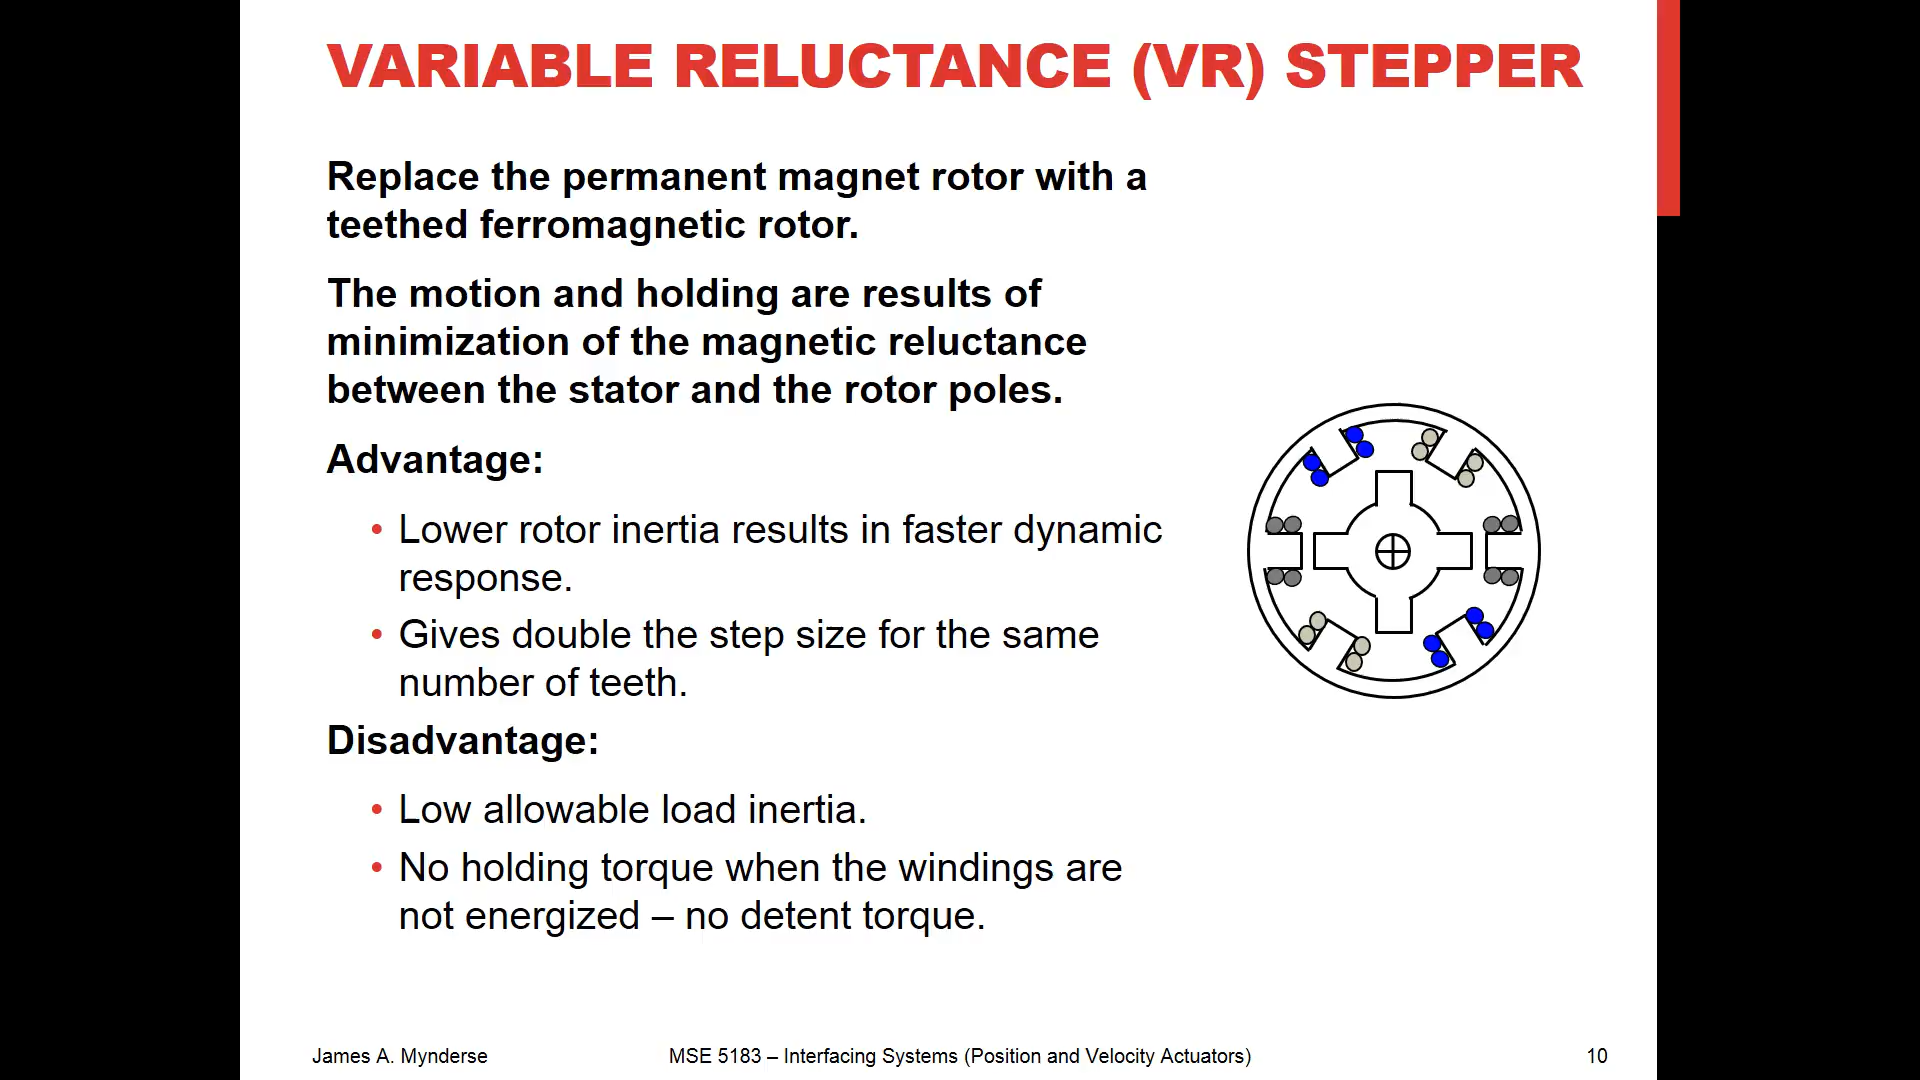 VARIABLE RELUCTANCE (VR) STEPPER
Replace the permanent magnet rotor with a
teethed ferromagnetic rotor.
The motion and holding are results of
minimization of the magnetic reluctance
between the stator and the rotor poles.
Advantage:
• Lower rotor inertia results in faster dynamic
response.
• Gives double the step size for the same
number of teeth.
Disadvantage:
• Low allowable load inertia.
• No holding torque when the windings are
not energized – no detent torque.
James A. Mynderse
MSE 5183 – Interfacing Systems (Position and Velocity Actuators)
10